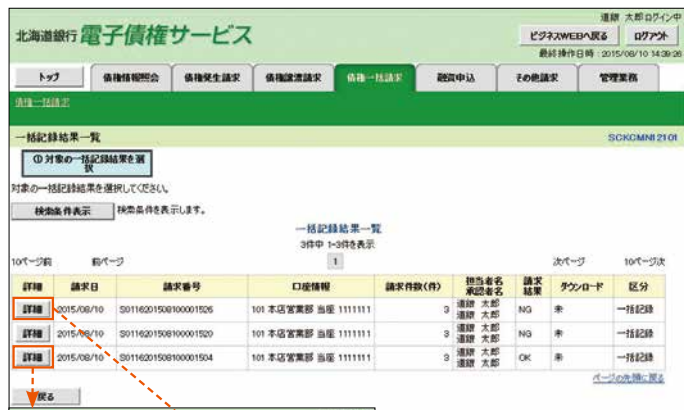 道銀 太郎ログイン中
北海道銀行 電子債権サービス
ビジネスWEBへ戻る ログアウト
最終操作日時:2015/08/10 14:39:26
トップ 債権情報照会 債権発生請求 債権譲渡請求 債権一括請求 融資申込 その他請求 管理業務
債権一括請求
一括記録結果一覧 SCKCMN12101
① 対象の一括記録結果を選
択
対象の一括記録結果を選択してください。
検索条件表示 検索条件を表示します。
一括記録結果一覧
3件中 1-3件を表示
10ページ前 前ページ 1 次ページ 10ページ次
詳細 請求日 請求番号 口座情報 請求件数(件) 担当者名 承認者名 請求結果 ダウンロード 区分
詳細 2015/08/10 S0116201508100001526 101 本店営業部 当座 1111111 3 道銀 太郎 道銀 太郎 NG 未 一括記録
詳細 2015/08/10 S0116201508100001520 101 本店営業部 当座 1111111 3 道銀 太郎 道銀 太郎 NG 未 一括記録
詳細 2015/08/10 S0116201508100001504 101 本店営業部 当座 1111111 3 道銀 太郎 道銀 太郎 OK 未 一括記録
ページの先頭に戻る
戻る